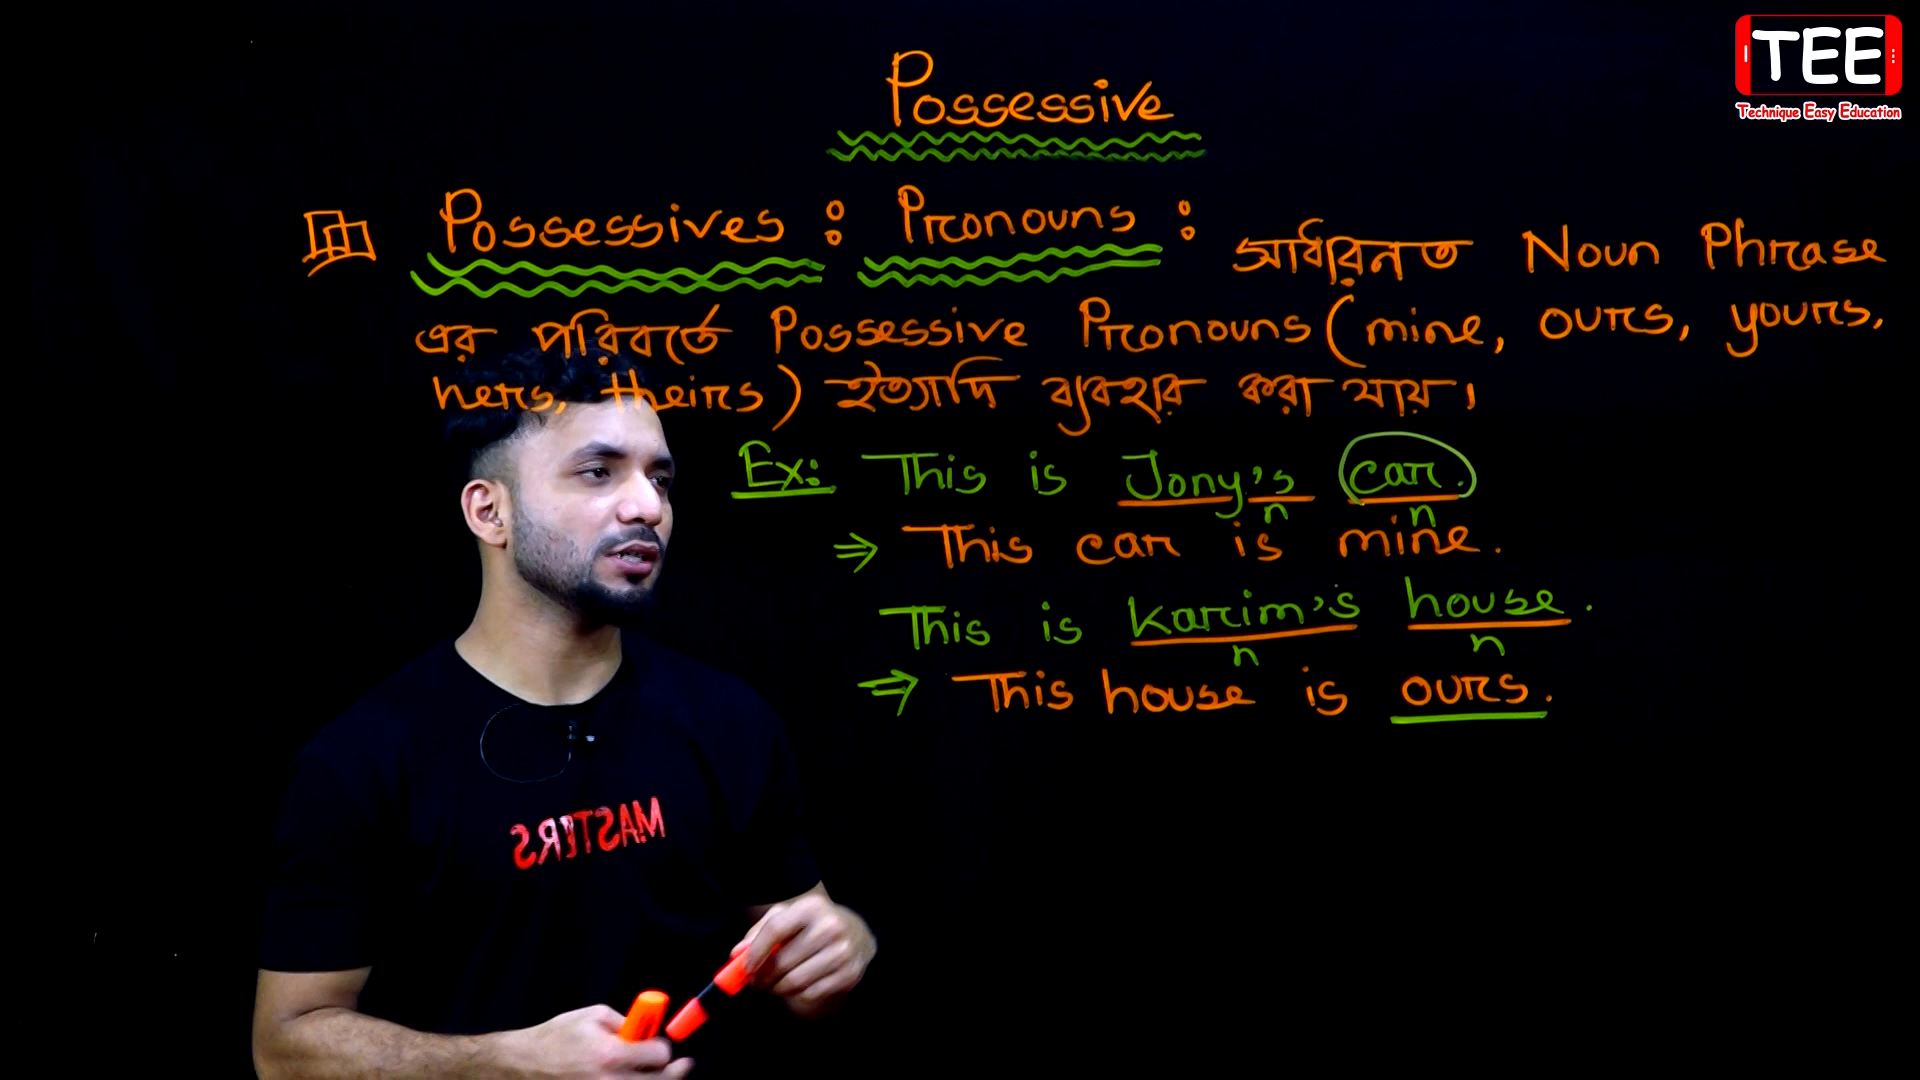 TEE
Technique Easy Education
Possessive
Possessives : Pronouns : সাধারনত Noun Phrase
এর পরিবর্তে Possessive Pronouns (mine, ours, yours,
hers, theirs) ইত্যাদি ব্যবহার করা যায়।
Ex: This is Jony's car.
n n
⇒ This car is mine.
This is Karim's house.
n n
⇒ This house is ours.
MASTERS